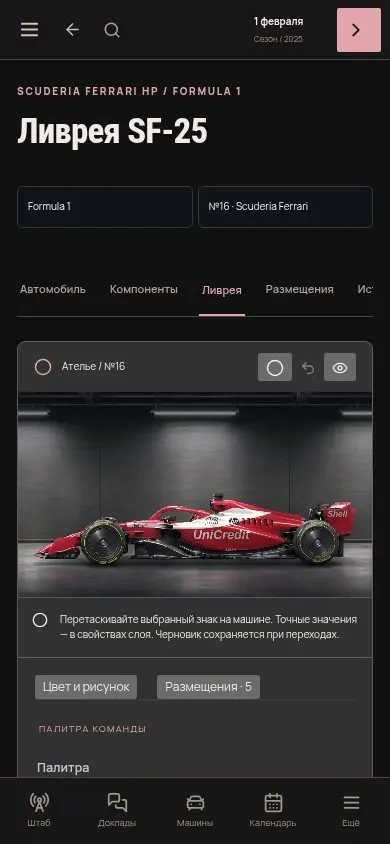 1 февраля
Сезон / 2025
SCUDERIA FERRARI HP / FORMULA 1
Ливрея SF-25
Formula 1
№16 · Scuderia Ferrari
Автомобиль
Компоненты
Ливрея
Размещения
Ис
Ателье / №16
Shell
UniCredit
Перетаскивайте выбранный знак на машине. Точные значения
— в свойствах слоя. Черновик сохраняется при переходах.
Цвет и рисунок
Размещения · 5
ПАЛИТРА КОМАНДЫ
Палитра
Штаб
Доклады
Машины
Календарь
Ещё